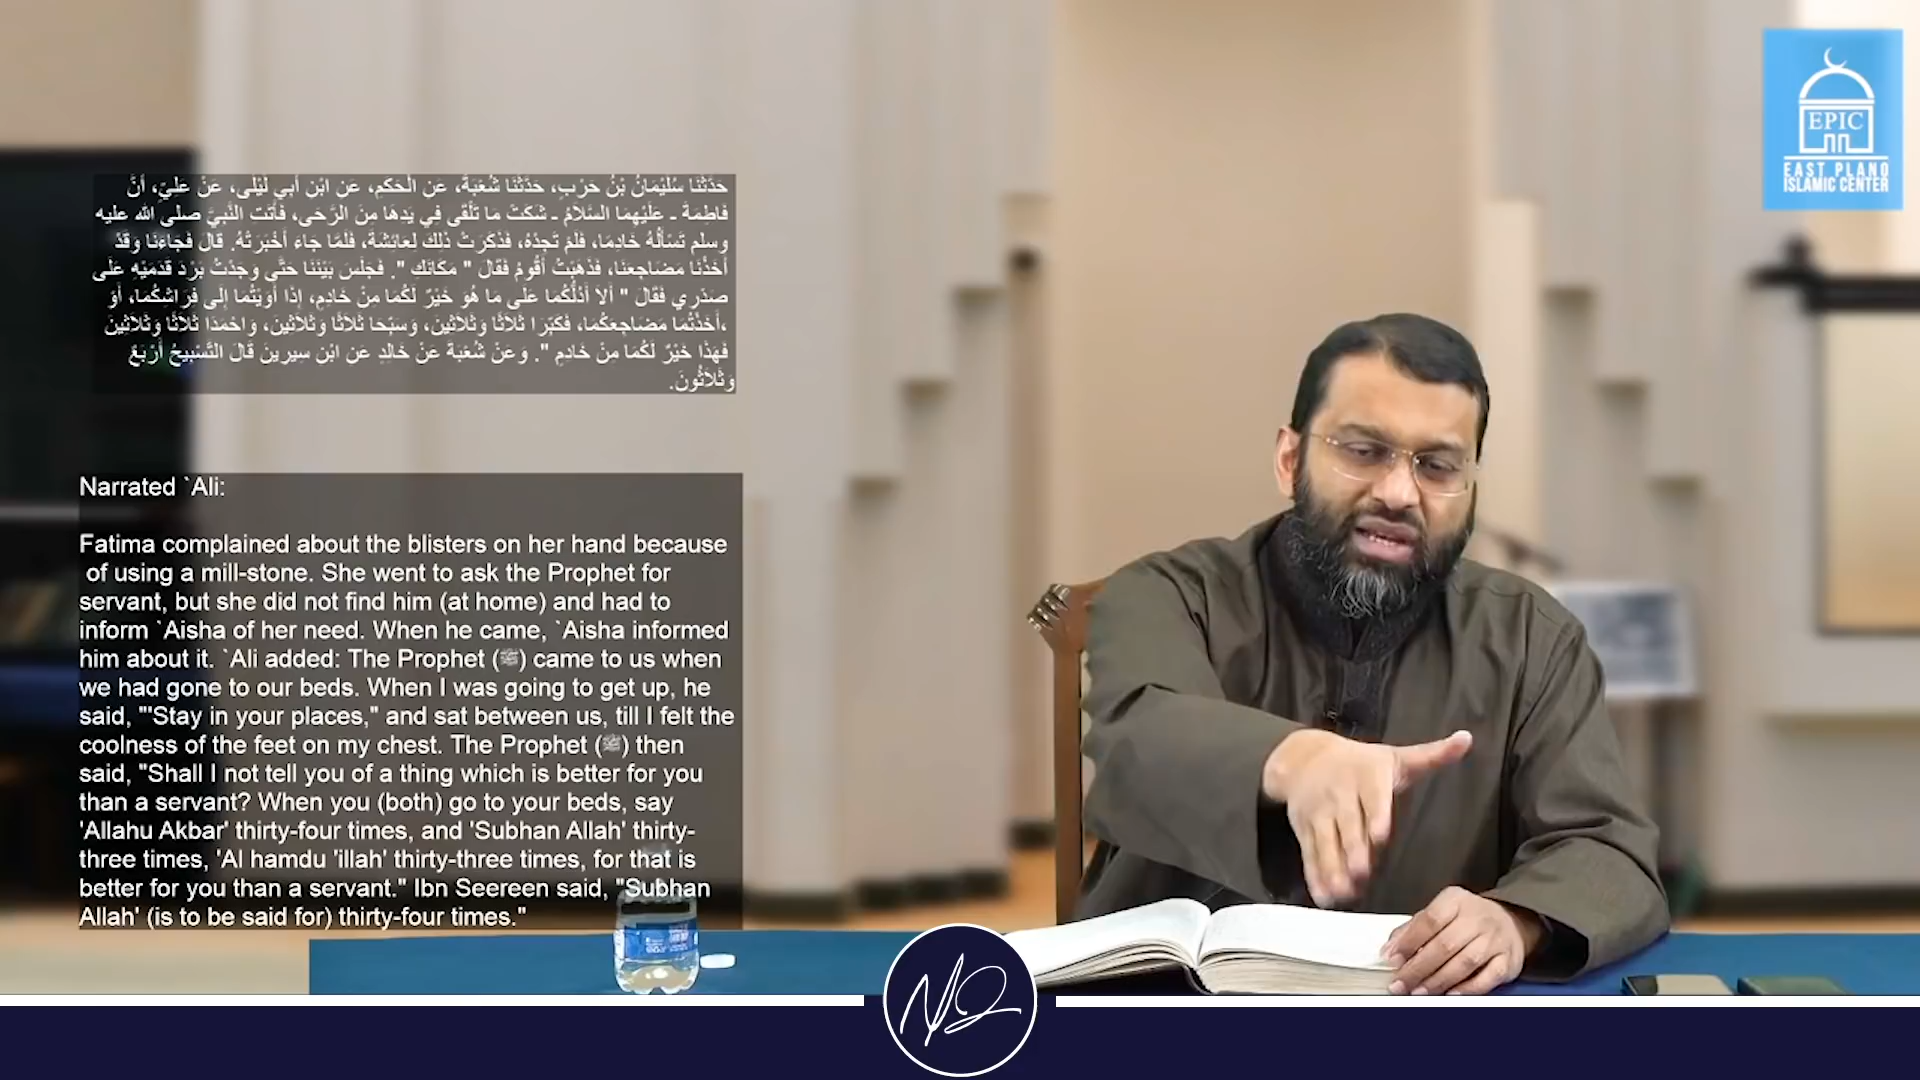 حَدَّثَنَا سُلَيْمَانُ بْنُ حَرْبٍ، حَدَّثَنَا شُعْبَةُ، عَنِ الْحَكَمِ، عَنِ ابْنِ أَبِي لَيْلَى، عَنْ عَلِيٍّ، أَنَّ
فَاطِمَةَ ـ عَلَيْهِمَا السَّلاَمُ ـ شَكَتْ مَا تَلْقَى فِي يَدِهَا مِنَ الرَّحَى، فَأَتَتِ النَّبِيَّ صلى الله عليه
وسلم تَسْأَلُهُ خَادِمًا، فَلَمْ تَجِدْهُ، فَذَكَرَتْ ذَلِكَ لِعَائِشَةَ، فَلَمَّا جَاءَ أَخْبَرَتْهُ. قَالَ فَجَاءَنَا وَقَدْ
أَخَذْنَا مَضَاجِعَنَا، فَذَهَبْتُ أَقُومُ فَقَالَ " مَكَانَكِ ". فَجَلَسَ بَيْنَنَا حَتَّى وَجَدْتُ بَرْدَ قَدَمَيْهِ عَلَى
صَدْرِي فَقَالَ " أَلاَ أَدُلُّكُمَا عَلَى مَا هُوَ خَيْرٌ لَكُمَا مِنْ خَادِمٍ، إِذَا أَوَيْتُمَا إِلَى فِرَاشِكُمَا، أَوْ
أَخَذْتُمَا مَضَاجِعَكُمَا، فَكَبِّرَا ثَلاَثًا وَثَلاَثِينَ، وَسَبِّحَا ثَلاَثًا وَثَلاَثِينَ، وَاحْمَدَا ثَلاَثًا وَثَلاَثِينَ،
فَهَذَا خَيْرٌ لَكُمَا مِنْ خَادِمٍ ". وَعَنْ شُعْبَةَ عَنْ خَالِدٍ عَنِ ابْنِ سِيرِينَ قَالَ التَّسْبِيحُ أَرْبَعٌ
وَثَلاَثُونَ.
Narrated `Ali:
Fatima complained about the blisters on her hand because
of using a mill-stone. She went to ask the Prophet for
servant, but she did not find him (at home) and had to
inform `Aisha of her need. When he came, `Aisha informed
him about it. `Ali added: The Prophet (ﷺ) came to us when
we had gone to our beds. When I was going to get up, he
said, "'Stay in your places," and sat between us, till I felt the
coolness of the feet on my chest. The Prophet (ﷺ) then
said, "Shall I not tell you of a thing which is better for you
than a servant? When you (both) go to your beds, say
'Allahu Akbar' thirty-four times, and 'Subhan Allah' thirty-
three times, 'Al hamdu 'illah' thirty-three times, for that is
better for you than a servant." Ibn Seereen said, "Subhan
Allah' (is to be said for) thirty-four times."
EPIC
EAST PLANO
ISLAMIC CENTER